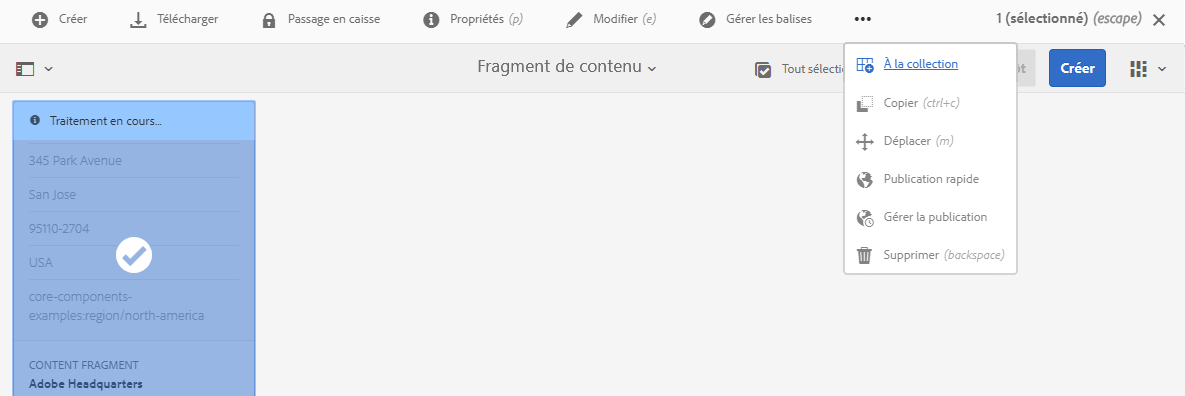 Créer Télécharger Passage en caisse Propriétés (p) Modifier (e) Gérer les balises ••• 1 (sélectionné) (escape)
Fragment de contenu Tout sélecti Créer
À la collection
Copier (ctrl+c)
Déplacer (m)
Publication rapide
Gérer la publication
Supprimer (backspace)
Traitement en cours...
345 Park Avenue
San Jose
95110-2704
USA
core-components-
examples:region/north-america
CONTENT FRAGMENT
Adobe Headquarters